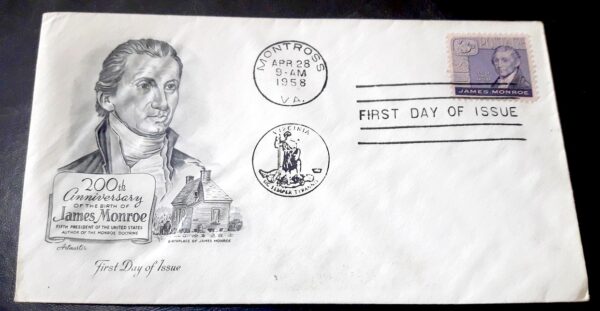 200th
Anniversary
OF THE BIRTH OF
James Monroe
FIFTH PRESIDENT OF THE UNITED STATES
AUTHOR OF THE MONROE DOCTRINE
Artmaster
BIRTHPLACE OF JAMES MONROE
First Day of Issue
MONTROSS
APR 28
9-AM
1958
VA.
VIRGINIA
SIC SEMPER TYRANNIS
JAMES MONROE
FIRST DAY OF ISSUE